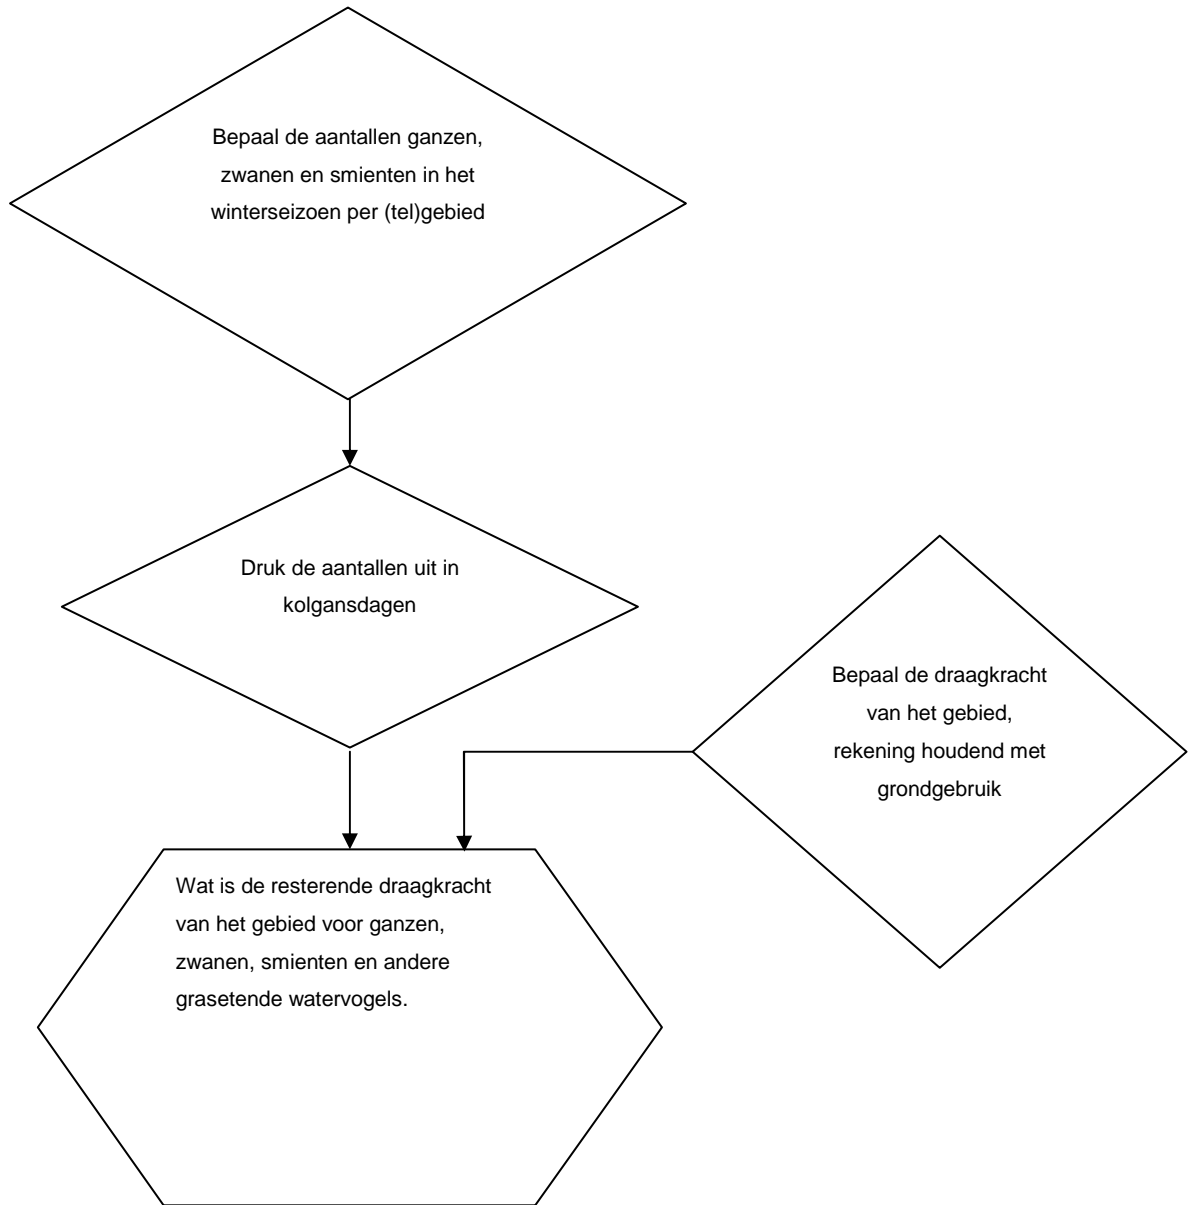 Bepaal de aantallen ganzen,
zwanen en smienten in het
winterseizoen per (tel)gebied
Druk de aantallen uit in
kolgansdagen
Bepaal de draagkracht
van het gebied,
rekening houdend met
grondgebruik
Wat is de resterende draagkracht
van het gebied voor ganzen,
zwanen, smienten en andere
grasetende watervogels.